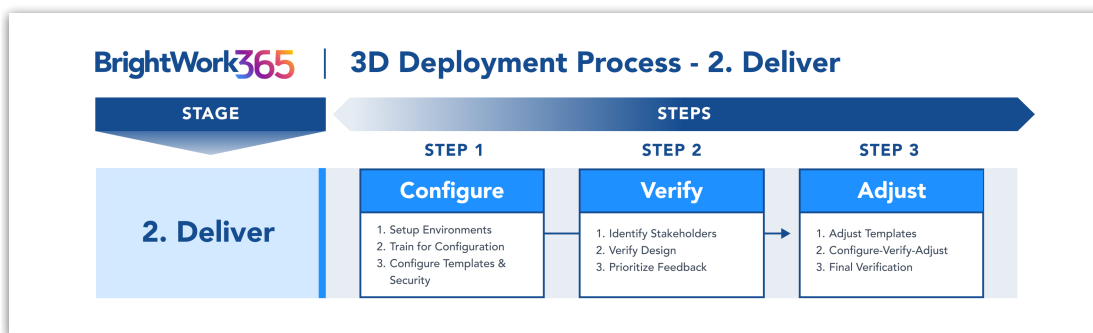 BrightWork365 | 3D Deployment Process - 2. Deliver
STAGE
STEPS
STEP 1
STEP 2
STEP 3
2. Deliver
Configure
1. Setup Environments
2. Train for Configuration
3. Configure Templates &
Security
Verify
1. Identify Stakeholders
2. Verify Design
3. Prioritize Feedback
Adjust
1. Adjust Templates
2. Configure-Verify-Adjust
3. Final Verification